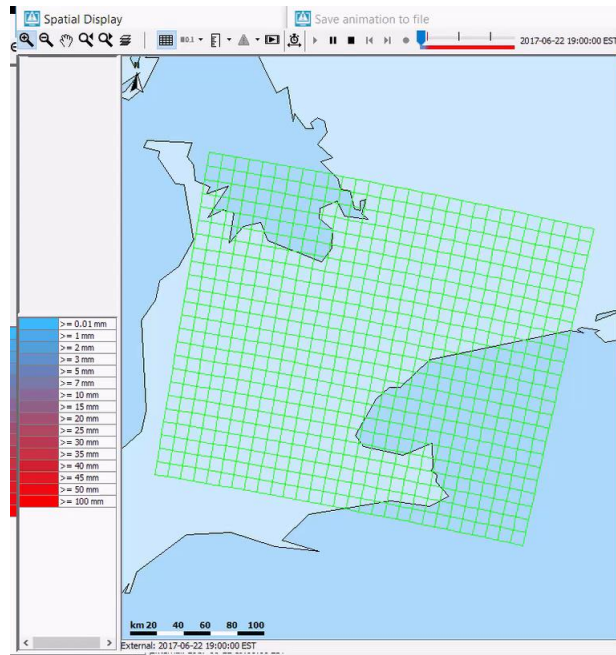 Spatial Display
Save animation to file
2017-06-22 19:00:00 EST
>= 0.01 mm
>= 1 mm
>= 2 mm
>= 3 mm
>= 5 mm
>= 7 mm
>= 10 mm
>= 15 mm
>= 20 mm
>= 25 mm
>= 30 mm
>= 35 mm
>= 40 mm
>= 45 mm
>= 50 mm
>= 100 mm
km 20 40 60 80 100
External: 2017-06-22 19:00:00 EST